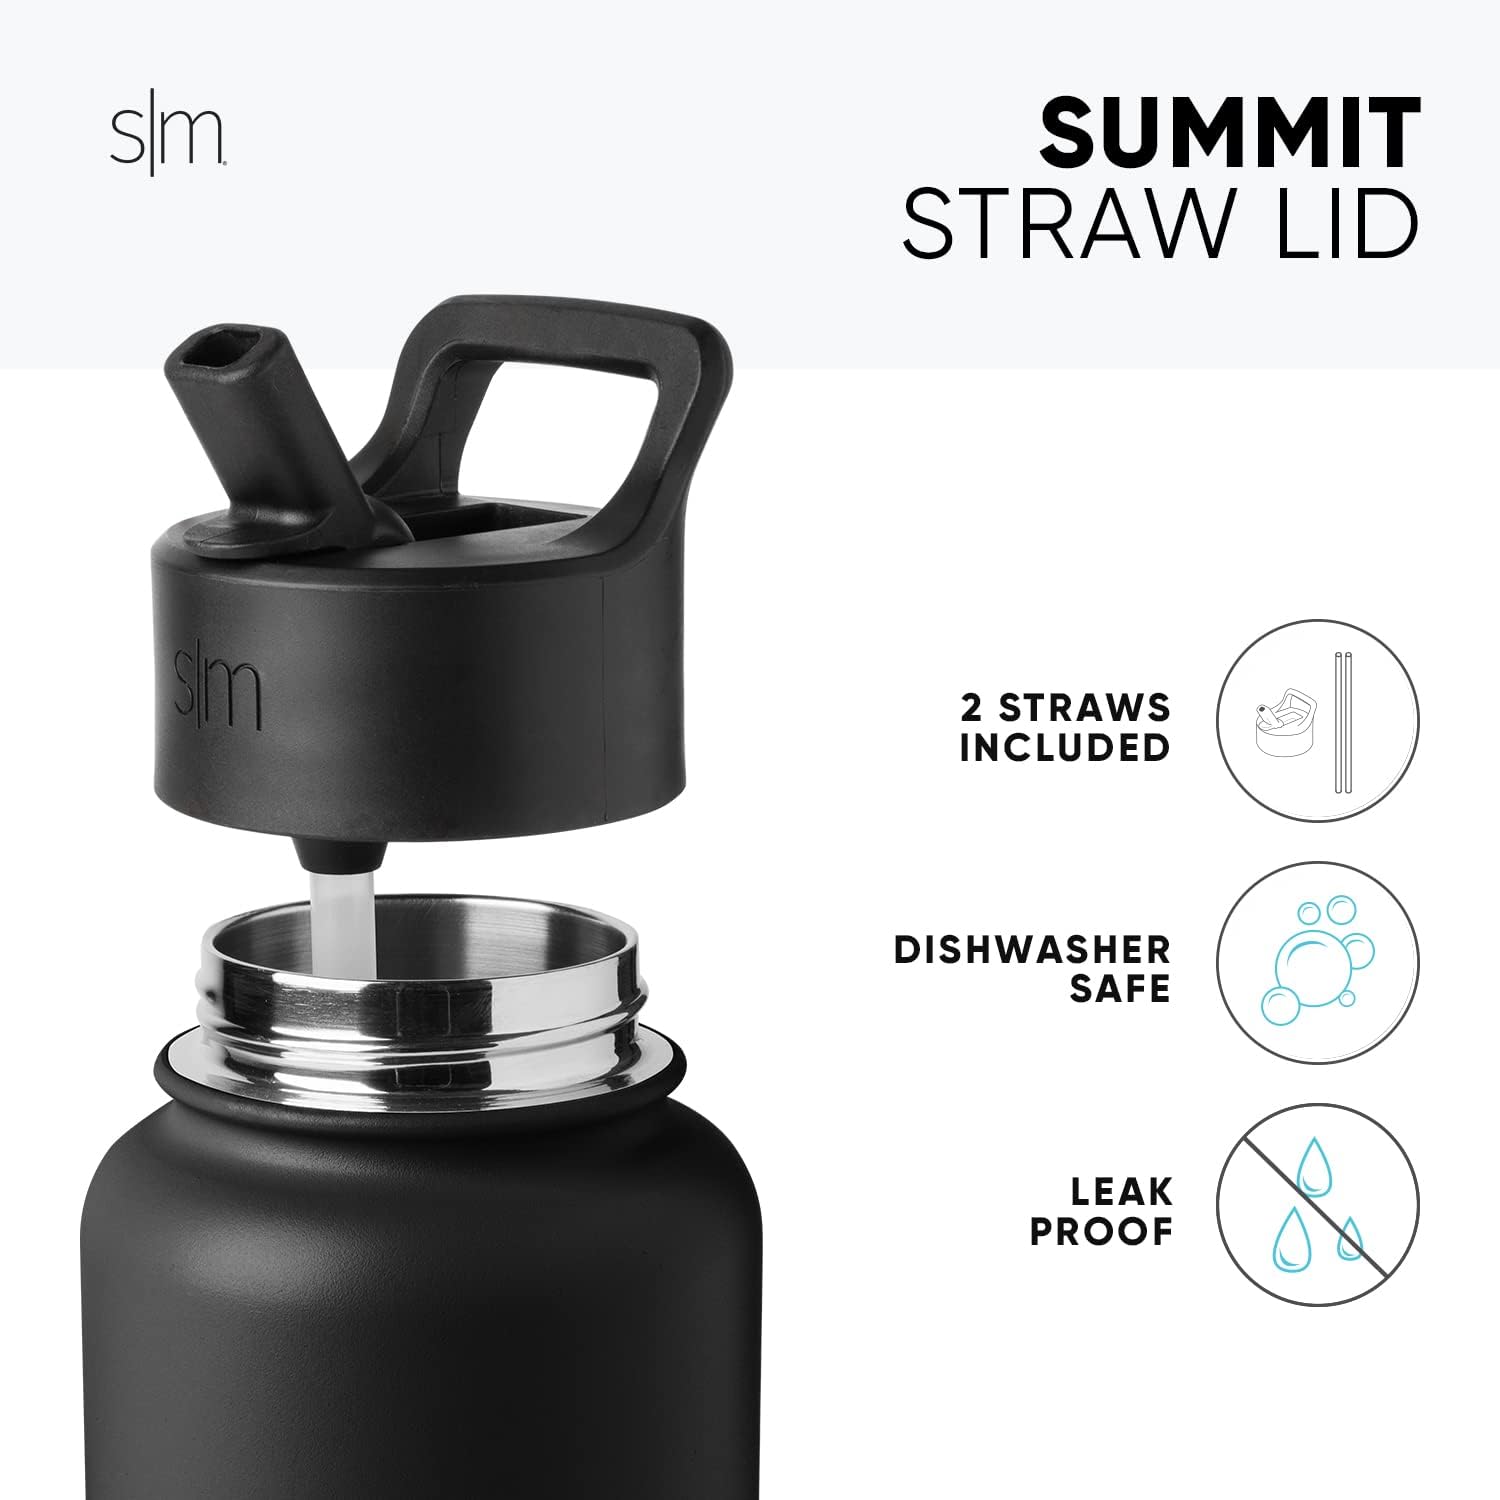 s|m®
SUMMIT
STRAW LID
s|m
2 STRAWS
INCLUDED
DISHWASHER
SAFE
LEAK
PROOF